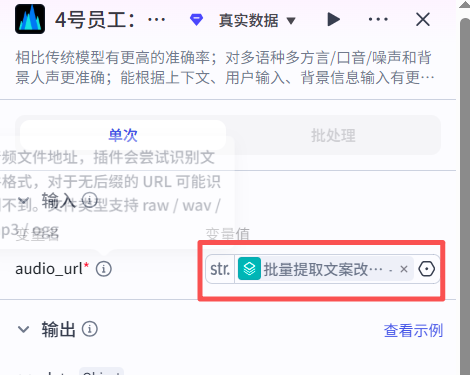 4号员工：…
真实数据
相比传统模型有更高的准确率；对多语种多方言/口音/噪声和背
景人声更准确；能根据上下文、用户输入、背景信息输入有更…
单次
批处理
频文件地址，插件会尝试识别文
格式，对于无后缀的 URL 可能识
不到。文件类型支持 raw / wav /
p3 / ogg
输入
变量名
变量值
audio_url*
str.
批量提取文案改… -
输出
查看示例
Object